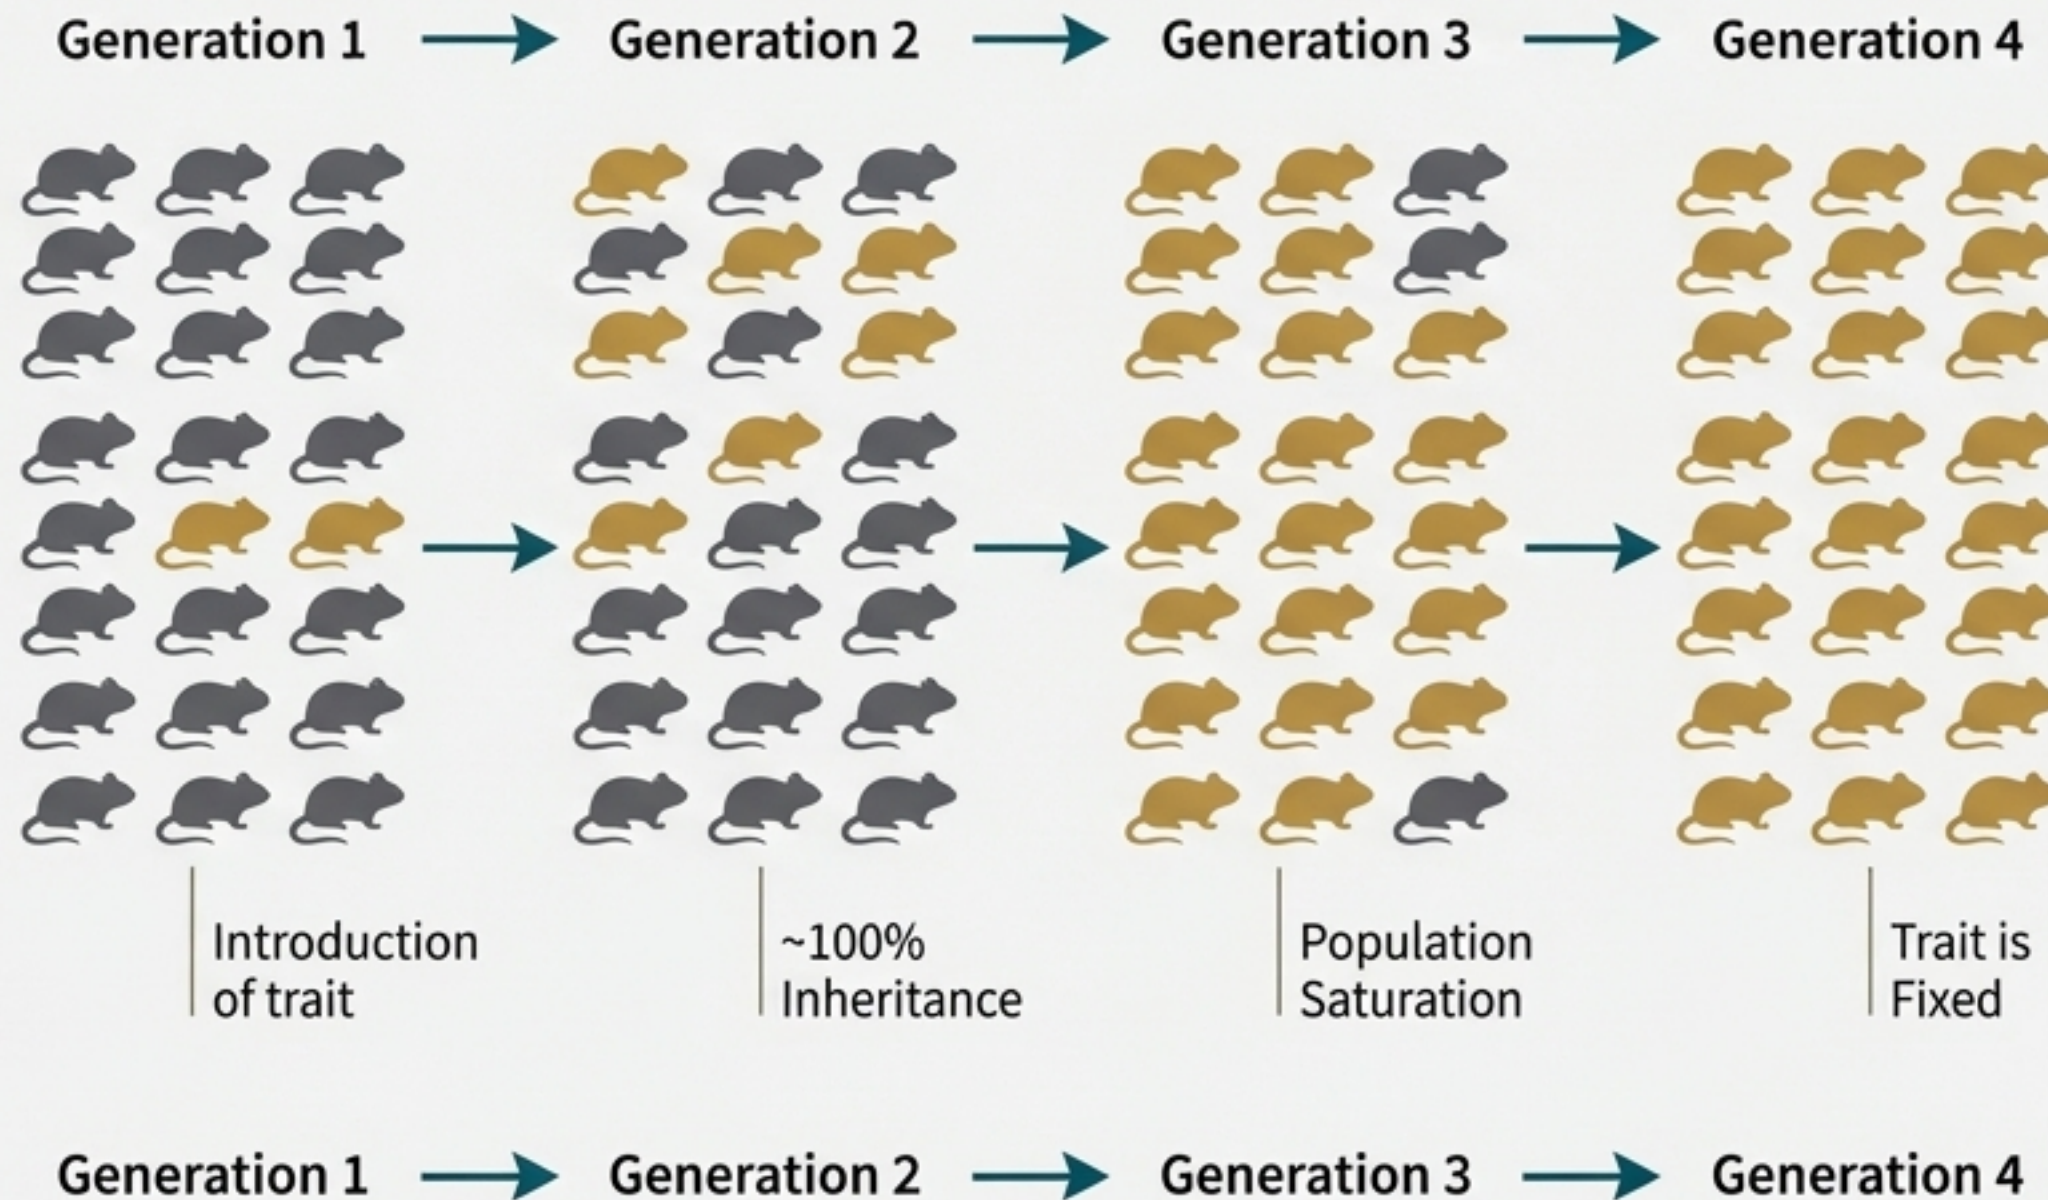 Generation 1 Generation 2 Generation 3 Generation 4
Introduction
of trait
~100%
Inheritance
Population
Saturation
Trait is
Fixed
Generation 1 Generation 2 Generation 3 Generation 4